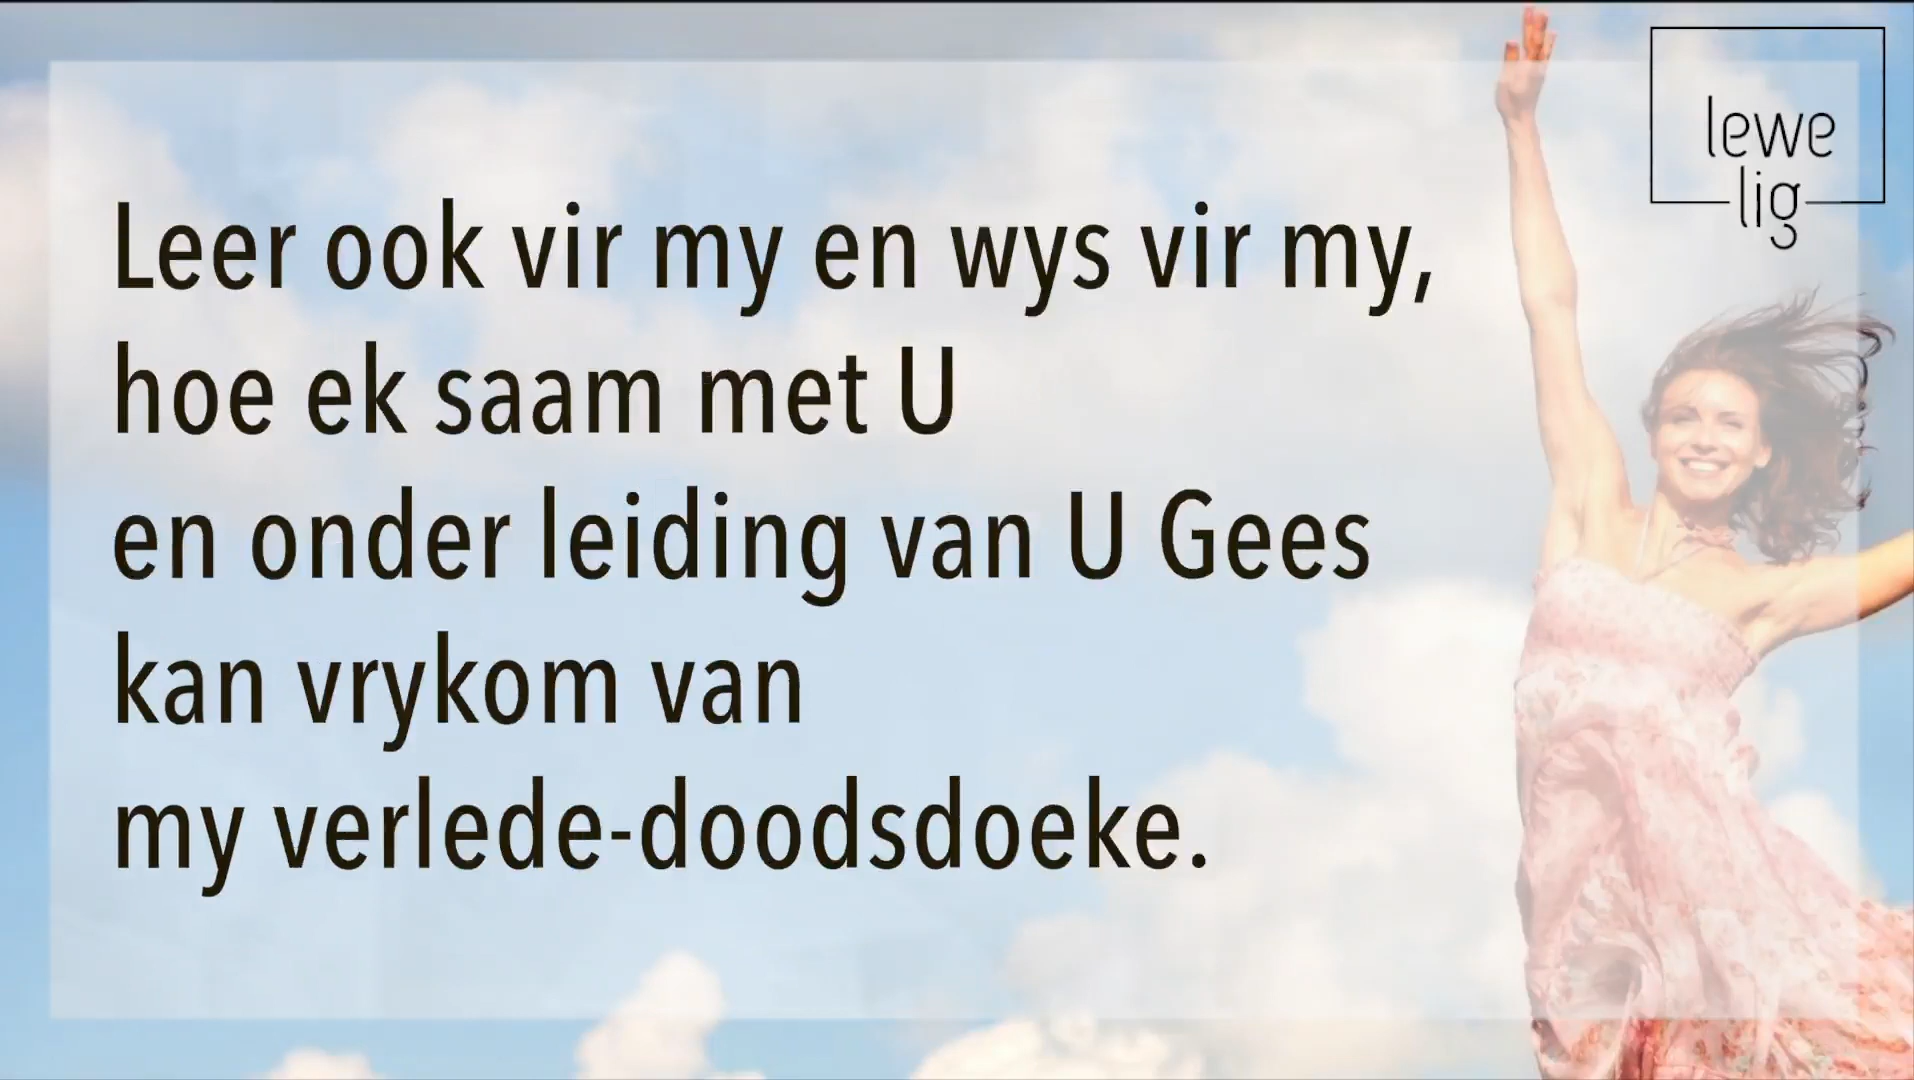 lewe
lig
Leer ook vir my en wys vir my,
hoe ek saam met U
en onder leiding van U Gees
kan vrykom van
my verlede-doodsdoeke.